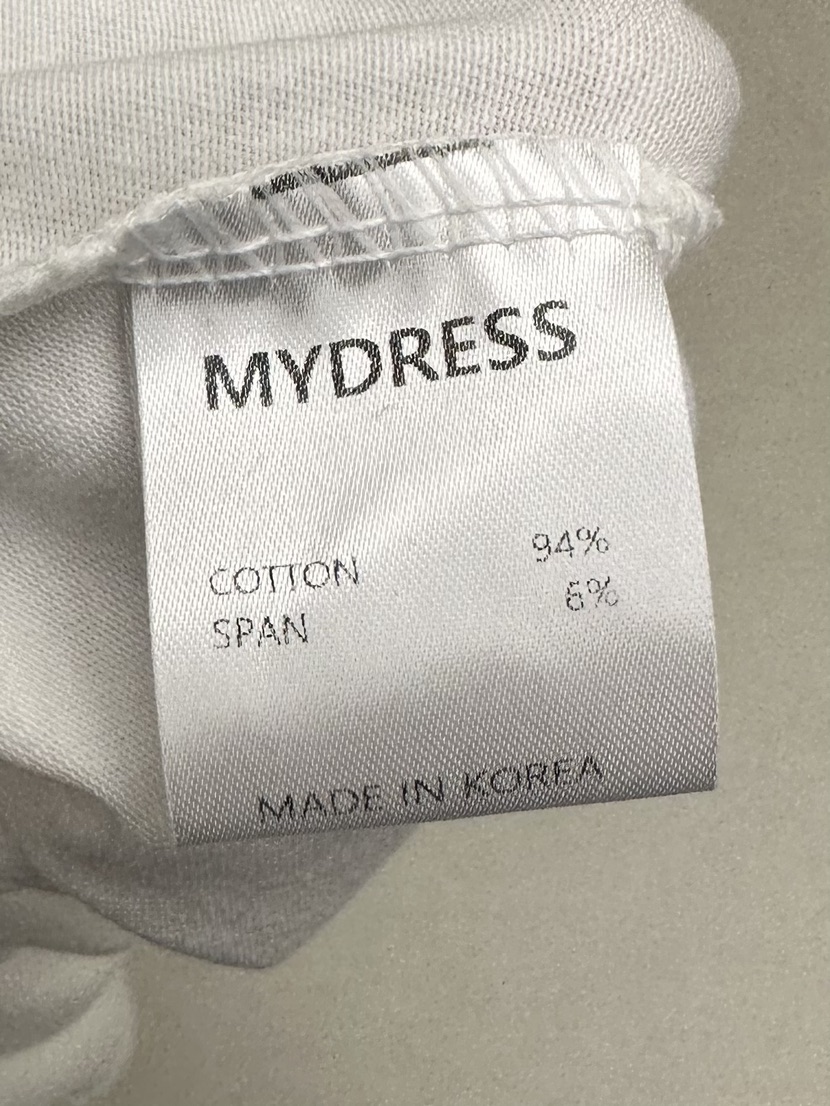 MYDRESS
COTTON 94%
SPAN 6%
MADE IN KOREA